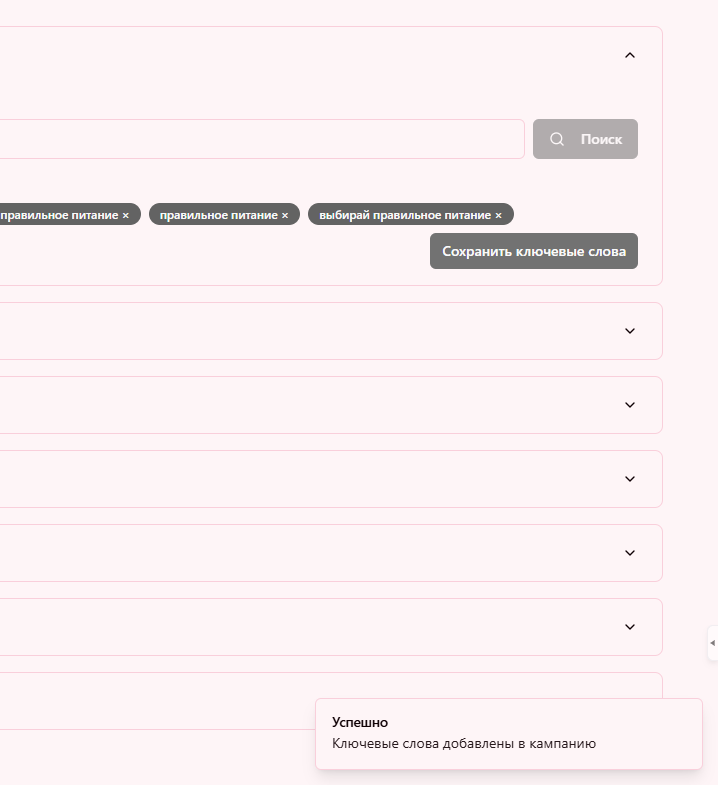 Поиск
правильное питание × правильное питание × выбирай правильное питание ×
Сохранить ключевые слова
Успешно
Ключевые слова добавлены в кампанию